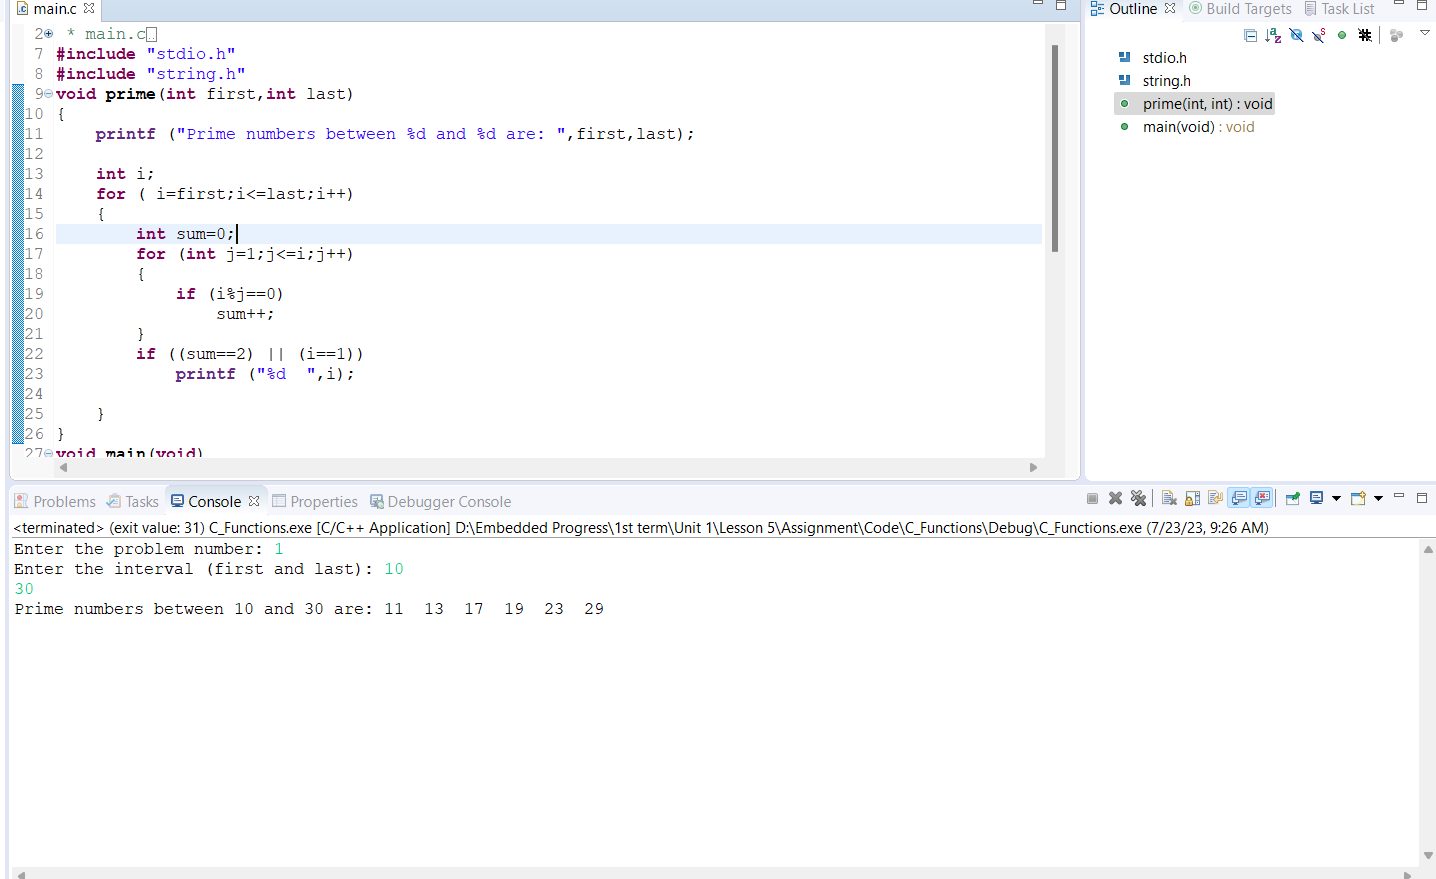 main.c
2 * main.c
7 #include "stdio.h"
8 #include "string.h"
9 void prime(int first,int last)
10 {
11     printf ("Prime numbers between %d and %d are: ",first,last);
12
13     int i;
14     for ( i=first;i<=last;i++)
15     {
16         int sum=0;
17         for (int j=1;j<=i;j++)
18         {
19             if (i%j==0)
20                 sum++;
21         }
22         if ((sum==2) || (i==1))
23             printf ("%d  ",i);
24
25     }
26 }
27 void main(void)
Outline Build Targets Task List
stdio.h
string.h
prime(int, int) : void
main(void) : void
Problems Tasks Console Properties Debugger Console
<terminated> (exit value: 31) C_Functions.exe [C/C++ Application] D:\Embedded Progress\1st term\Unit 1\Lesson 5\Assignment\Code\C_Functions\Debug\C_Functions.exe (7/23/23, 9:26 AM)
Enter the problem number: 1
Enter the interval (first and last): 10
30
Prime numbers between 10 and 30 are: 11  13  17  19  23  29